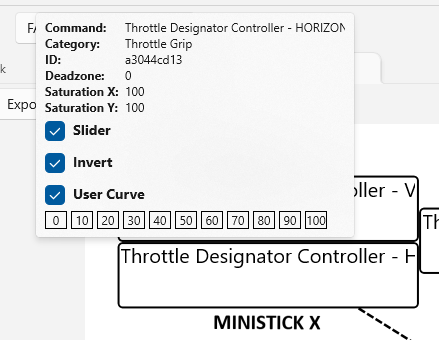 FA
Command: Throttle Designator Controller - HORIZON
Category: Throttle Grip
ID: a3044cd13
Deadzone: 0
Saturation X: 100
Saturation Y: 100
k
Expo
Slider
Invert
User Curve
0 10 20 30 40 50 60 70 80 90 100
ller - V
Th
Throttle Designator Controller - H
MINISTICK X